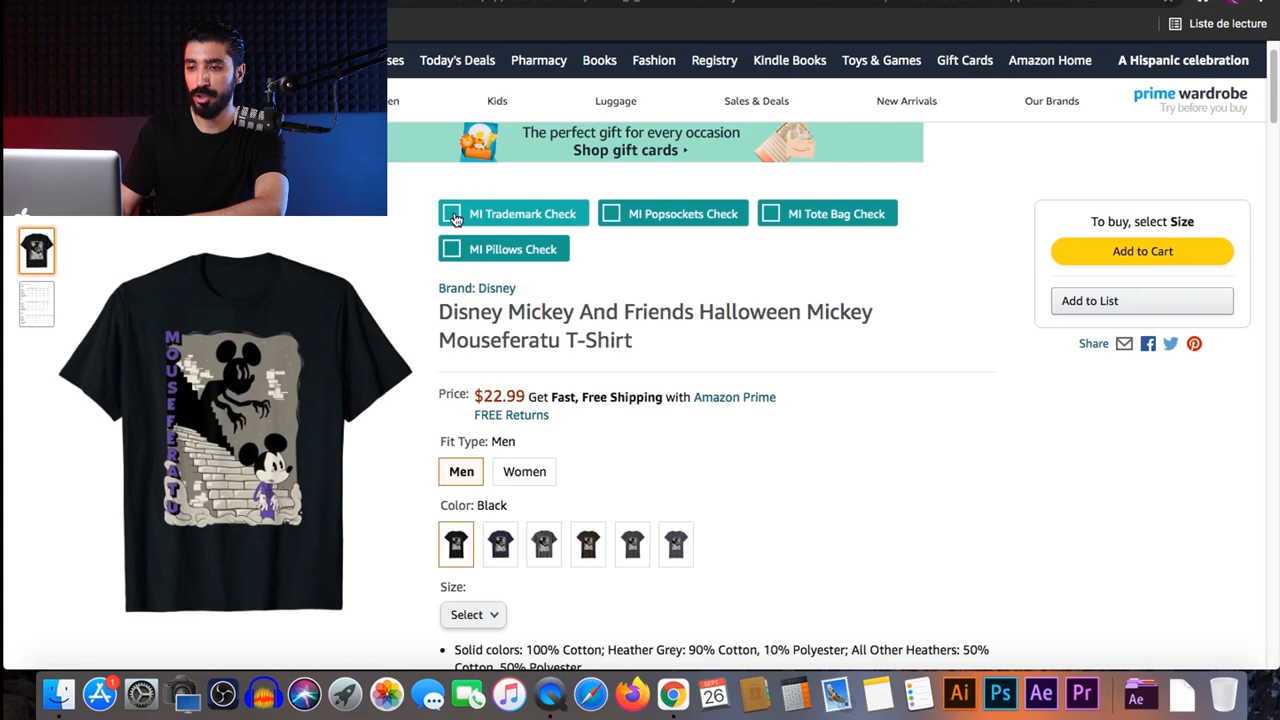 Liste de lecture
ses Today's Deals Pharmacy Books Fashion Registry Kindle Books Toys & Games Gift Cards Amazon Home A Hispanic celebration
en Kids Luggage Sales & Deals New Arrivals Our Brands prime wardrobe
Try before you buy
The perfect gift for every occasion
Shop gift cards
MI Trademark Check MI Popsockets Check MI Tote Bag Check
MI Pillows Check
To buy, select Size
Add to Cart
Add to List
Share
Brand: Disney
Disney Mickey And Friends Halloween Mickey
Mouseferatu T-Shirt
MOUSEFERATU
Price: $22.99 Get Fast, Free Shipping with Amazon Prime
FREE Returns
Fit Type: Men
Men Women
Color: Black
Size:
Select
• Solid colors: 100% Cotton; Heather Grey: 90% Cotton, 10% Polyester; All Other Heathers: 50%
Cotton, 50% Polyester
1
SEPT.
26
Ai Ps Ae Pr Ae